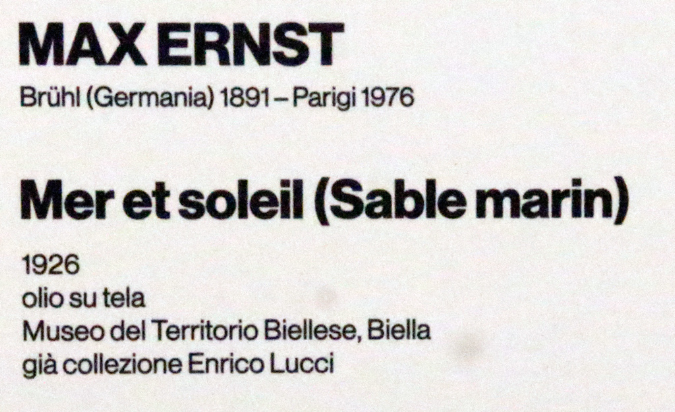 MAX ERNST
Brühl (Germania) 1891 – Parigi 1976
Mer et soleil (Sable marin)
1926
olio su tela
Museo del Territorio Biellese, Biella
già collezione Enrico Lucci